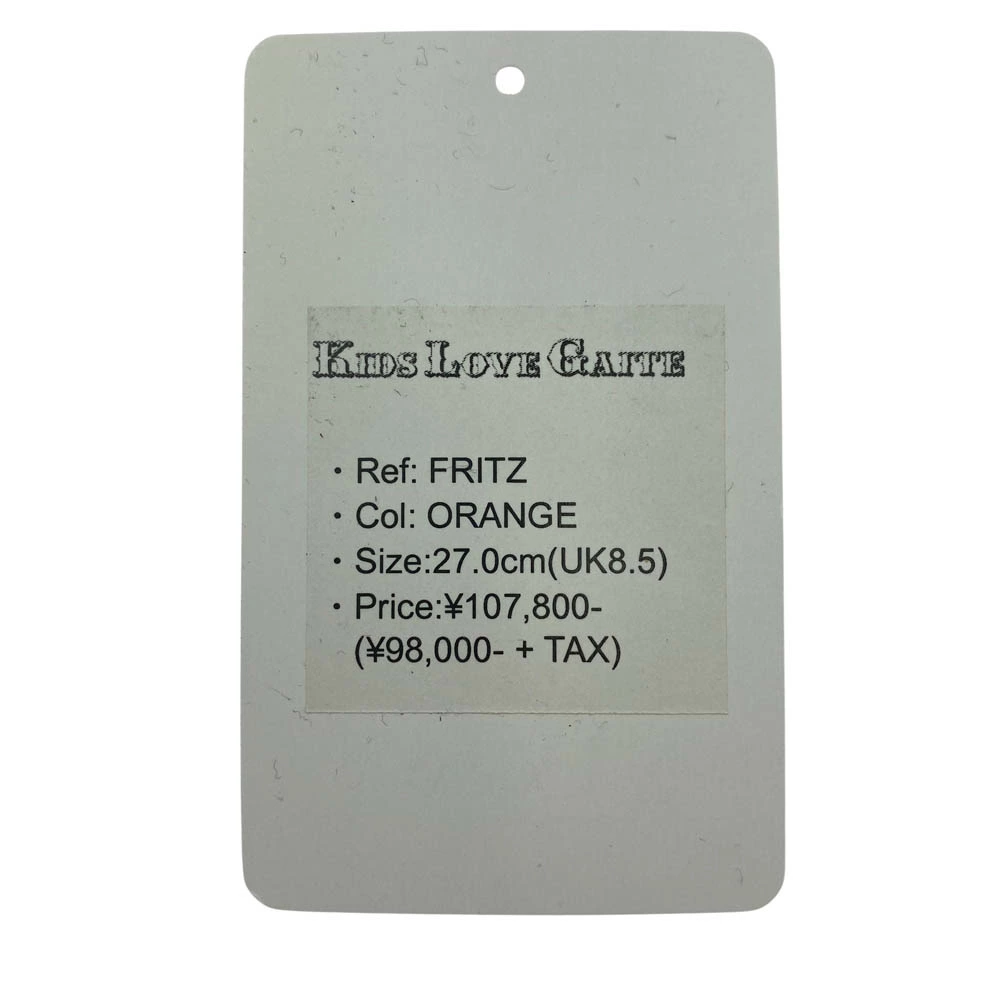 KIDS LOVE GAITE
・Ref: FRITZ
・Col: ORANGE
・Size:27.0cm(UK8.5)
・Price:¥107,800-
(¥98,000- + TAX)